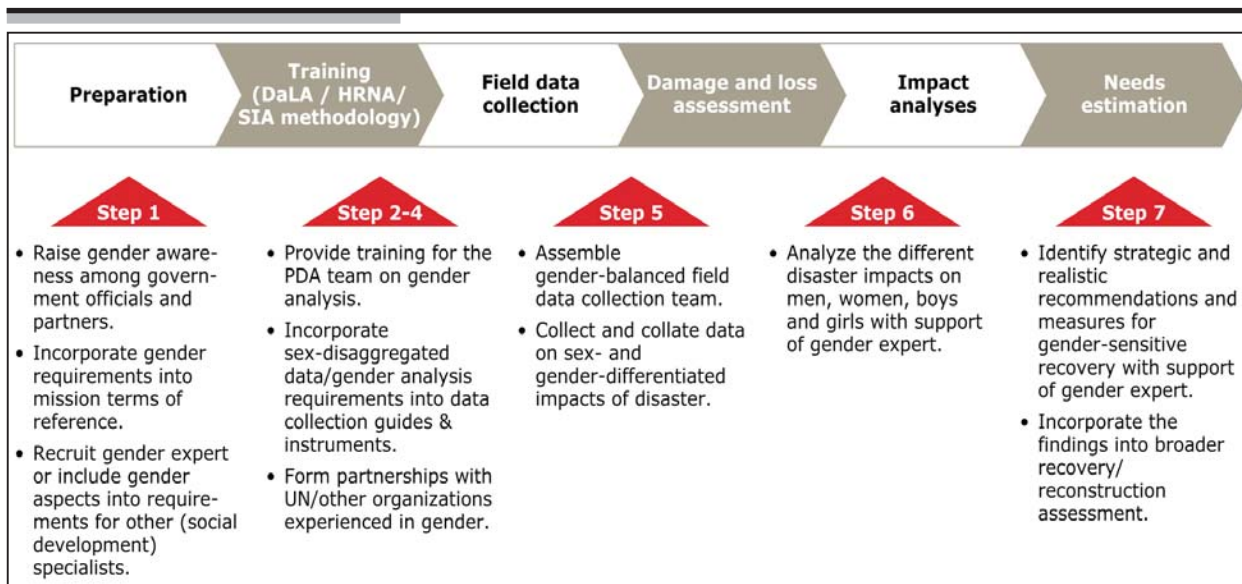 Preparation
Training
(DaLA / HRNA/
SIA methodology)
Field data
collection
Damage and loss
assessment
Impact
analyses
Needs
estimation
Step 1
• Raise gender aware-
ness among govern-
ment officials and
partners.
• Incorporate gender
requirements into
mission terms of
reference.
• Recruit gender expert
or include gender
aspects into require-
ments for other (social
development)
specialists.
Step 2-4
• Provide training for the
PDA team on gender
analysis.
• Incorporate
sex-disaggregated
data/gender analysis
requirements into data
collection guides &
instruments.
• Form partnerships with
UN/other organizations
experienced in gender.
Step 5
• Assemble
gender-balanced field
data collection team.
• Collect and collate data
on sex- and
gender-differentiated
impacts of disaster.
Step 6
• Analyze the different
disaster impacts on
men, women, boys
and girls with support
of gender expert.
Step 7
• Identify strategic and
realistic
recommendations and
measures for
gender-sensitive
recovery with support
of gender expert.
• Incorporate the
findings into broader
recovery/
reconstruction
assessment.